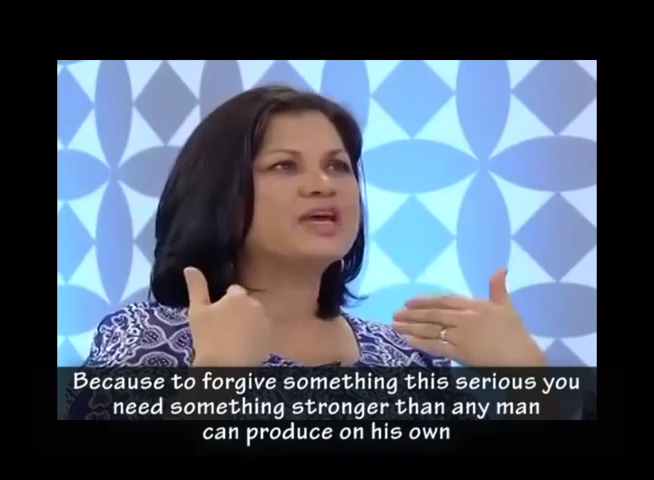 Because to forgive something this serious you
need something stronger than any man
can produce on his own